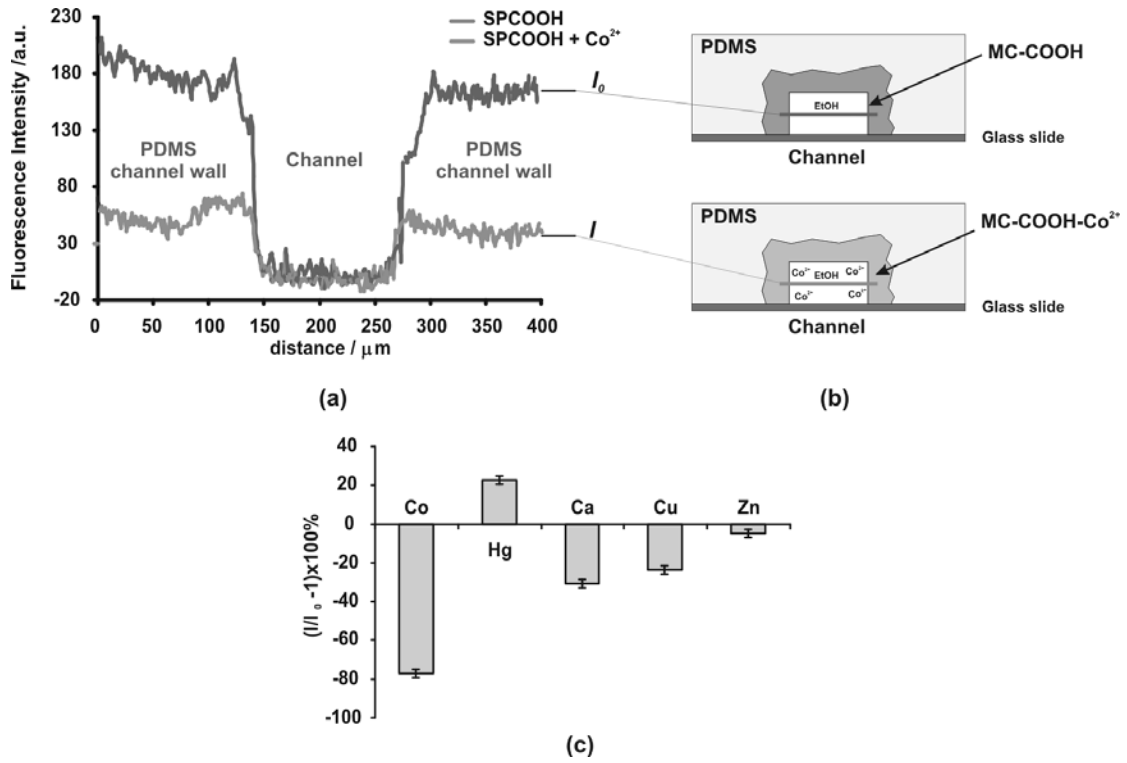 230
180
130
80
30
-20
Fluorescence Intensity /a.u.
SPCOOH
SPCOOH + Co²⁺
PDMS
channel wall
Channel
PDMS
channel wall
I₀
I
0 50 100 150 200 250 300 350 400
distance / μm
(a)
PDMS
EtOH
MC-COOH
Glass slide
Channel
PDMS
Co²⁺ EtOH Co²⁺
Co²⁺ Co²⁺
MC-COOH-Co²⁺
Glass slide
Channel
(b)
40
20
0
-20
-40
-60
-80
-100
(I/I₀ -1)x100%
Co Ca Cu Zn
Hg
(c)